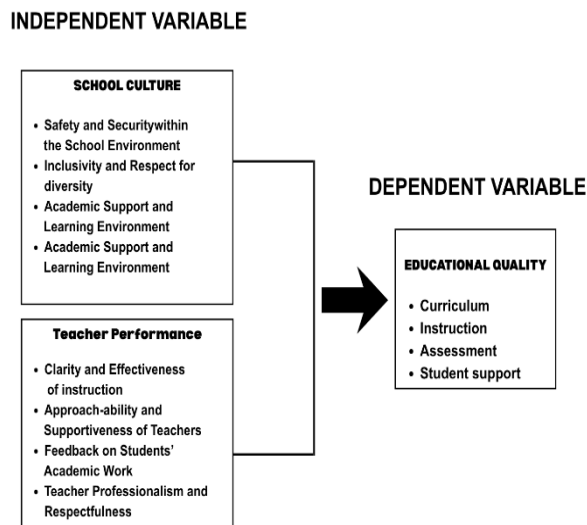 INDEPENDENT VARIABLE
SCHOOL CULTURE
• Safety and Securitywithin
the School Environment
• Inclusivity and Respect for
diversity
• Academic Support and
Learning Environment
• Academic Support and
Learning Environment
Teacher Performance
• Clarity and Effectiveness
of instruction
• Approach-ability and
Supportiveness of Teachers
• Feedback on Students'
Academic Work
• Teacher Professionalism and
Respectfulness
DEPENDENT VARIABLE
EDUCATIONAL QUALITY
• Curriculum
• Instruction
• Assessment
• Student support